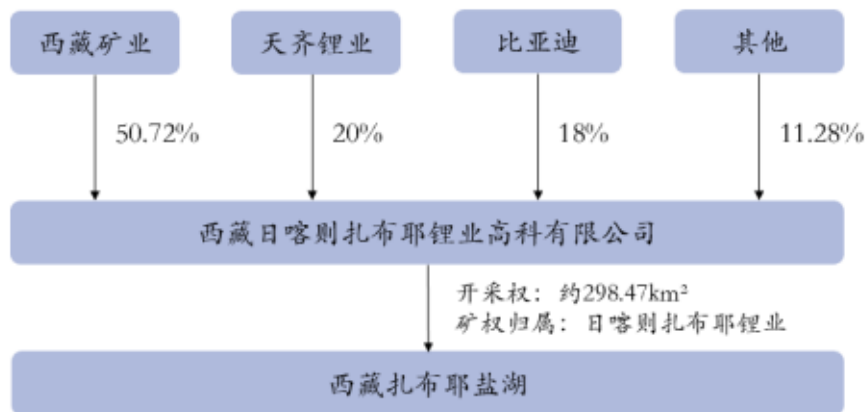 西藏矿业
天齐锂业
比亚迪
其他
50.72%
20%
18%
11.28%
西藏日喀则扎布耶锂业高科有限公司
开采权：约298.47km²
矿权归属：日喀则扎布耶锂业
西藏扎布耶盐湖